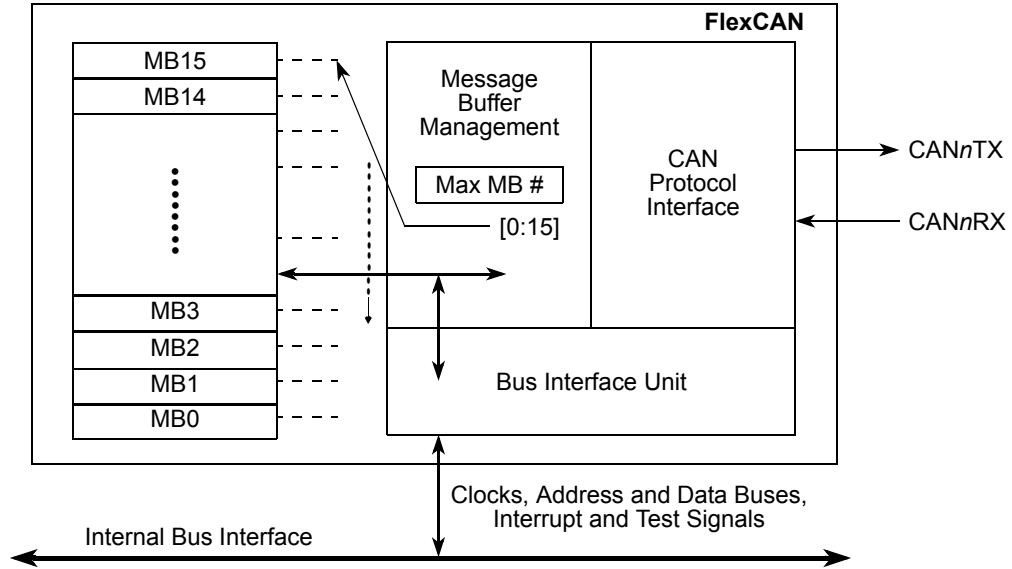 FlexCAN
MB15
MB14
MB3
MB2
MB1
MB0
Message
Buffer
Management
Max MB #
[0:15]
CAN
Protocol
Interface
CANnTX
CANnRX
Bus Interface Unit
Clocks, Address and Data Buses,
Interrupt and Test Signals
Internal Bus Interface